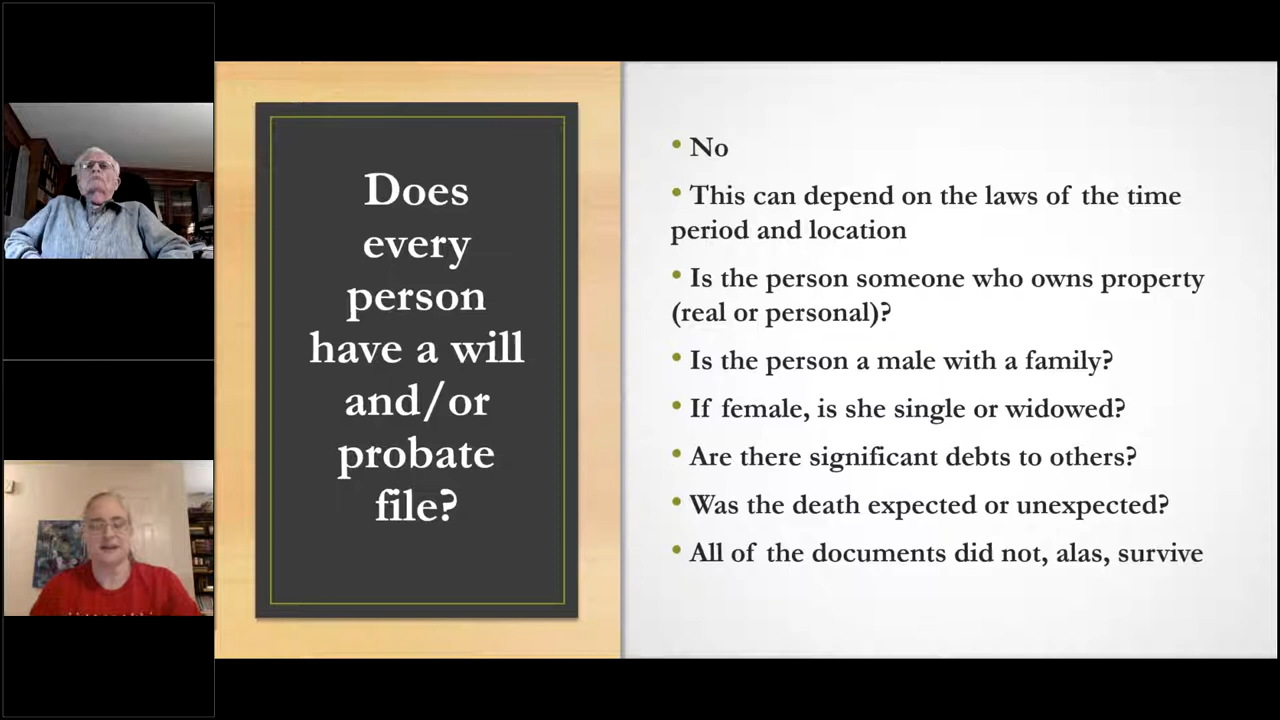 Does
every
person
have a will
and/or
probate
file?
• No
• This can depend on the laws of the time
period and location
• Is the person someone who owns property
(real or personal)?
• Is the person a male with a family?
• If female, is she single or widowed?
• Are there significant debts to others?
• Was the death expected or unexpected?
• All of the documents did not, alas, survive